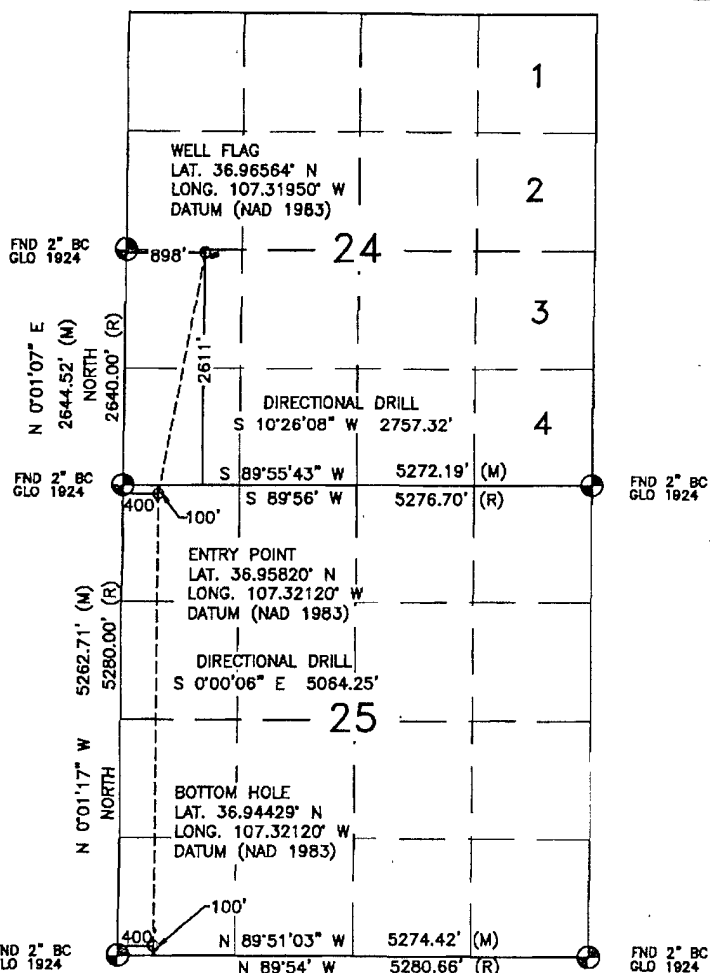 1
WELL FLAG
LAT. 36.96564° N
LONG. 107.31950° W
DATUM (NAD 1983)
2
FND 2" BC
GLO 1924
898'
24
3
N 0°01'07" E
2644.52' (M)
NORTH
2640.00' (R)
2611'
DIRECTIONAL DRILL
S 10°26'08" W 2757.32'
4
S 89°55'43" W 5272.19' (M)
FND 2" BC
GLO 1924
S 89°56' W 5276.70' (R)
FND 2" BC
GLO 1924
400'
100'
ENTRY POINT
LAT. 36.95820° N
LONG. 107.32120° W
DATUM (NAD 1983)
5262.71' (M)
5280.00' (R)
DIRECTIONAL DRILL
S 0°00'06" E 5064.25'
25
N 0°01'17" W
NORTH
BOTTOM HOLE
LAT. 36.94429° N
LONG. 107.32120° W
DATUM (NAD 1983)
100'
400'
N 89°51'03" W 5274.42' (M)
ND 2" BC
LO 1924
N 89°54' W 5280.66' (R)
FND 2" BC
GLO 1924